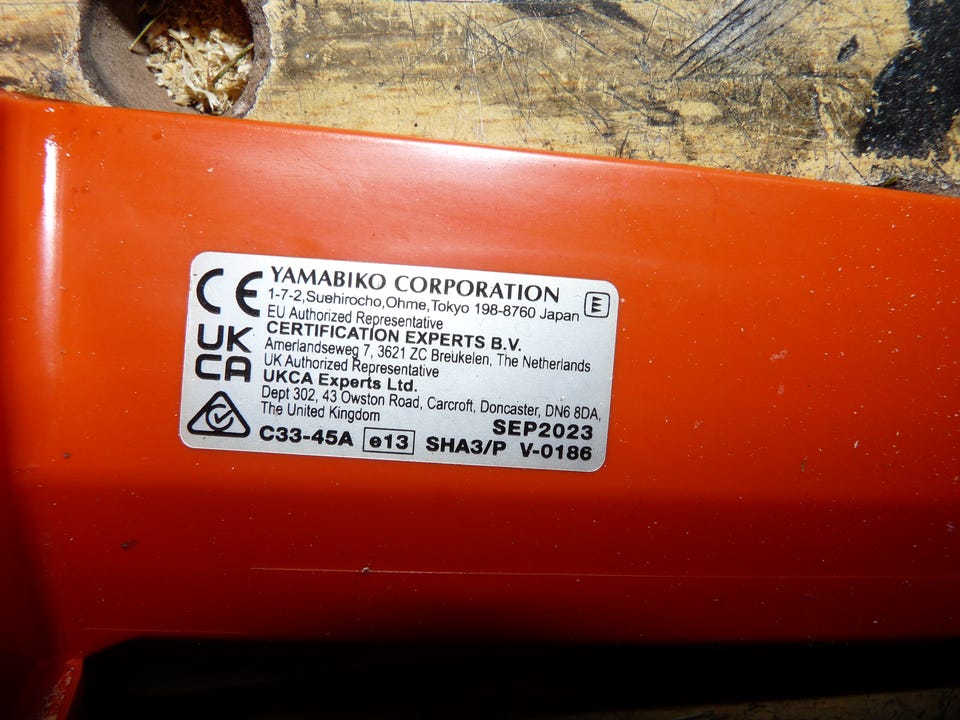 CE YAMABIKO CORPORATION
1-7-2,Suehirocho,Ohme,Tokyo 198-8760 Japan
EU Authorized Representative
CERTIFICATION EXPERTS B.V.
Amerlandseweg 7, 3621 ZC Breukelen, The Netherlands
UK Authorized Representative
UK
CA
UKCA Experts Ltd.
Dept 302, 43 Owston Road, Carcroft, Doncaster, DN6 8DA,
The United Kingdom
SEP2023
C33-45A e13 SHA3/P V-0186